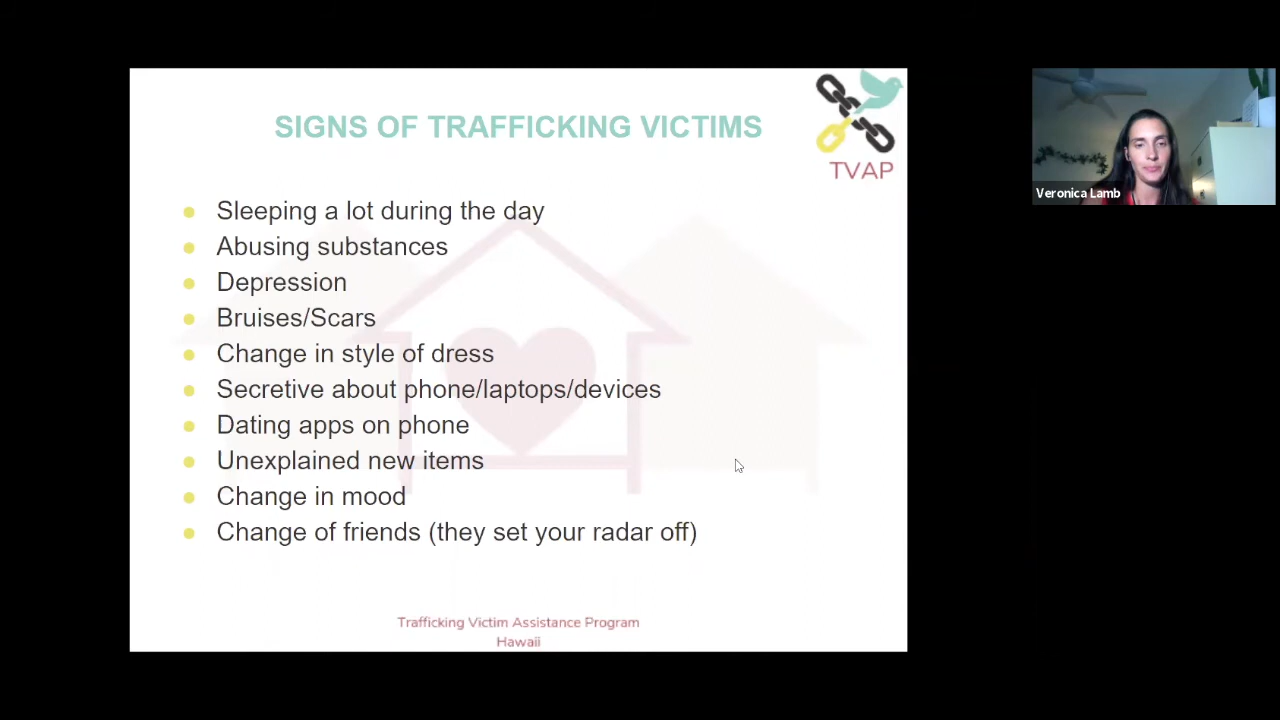 SIGNS OF TRAFFICKING VICTIMS
TVAP
Sleeping a lot during the day
Abusing substances
Depression
Bruises/Scars
Change in style of dress
Secretive about phone/laptops/devices
Dating apps on phone
Unexplained new items
Change in mood
Change of friends (they set your radar off)
Trafficking Victim Assistance Program
Hawaii
Veronica Lamb